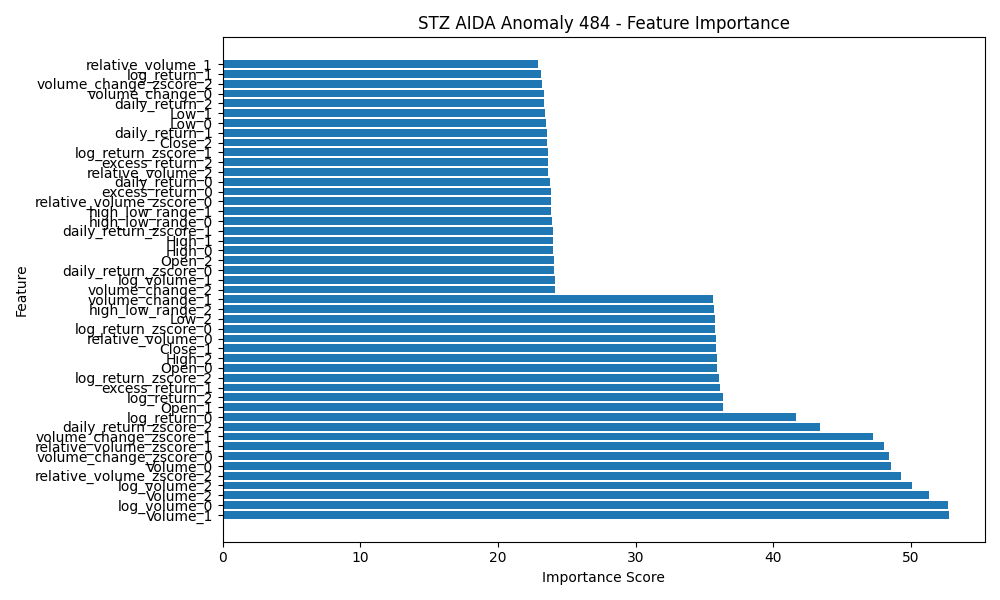 STZ AIDA Anomaly 484 - Feature Importance
relative_volume_1
log_return_1
volume_change_zscore_2
volume_change_0
daily_return_2
Low_1
Low_0
daily_return_1
Close_2
log_return_zscore_1
excess_return_2
relative_volume_2
daily_return_0
excess_return_0
relative_volume_zscore_0
high_low_range_1
high_low_range_0
daily_return_zscore_1
High_1
High_0
Open_2
daily_return_zscore_0
log_volume_1
volume_change_2
volume_change_1
high_low_range_2
Low_2
log_return_zscore_0
relative_volume_0
Close_1
High_2
Open_0
log_return_zscore_2
excess_return_1
log_return_2
Open_1
log_return_0
daily_return_zscore_2
volume_change_zscore_1
relative_volume_zscore_1
volume_change_zscore_0
Volume_0
relative_volume_zscore_2
log_volume_2
Volume_2
log_volume_0
Volume_1
Feature
0 10 20 30 40 50
Importance Score